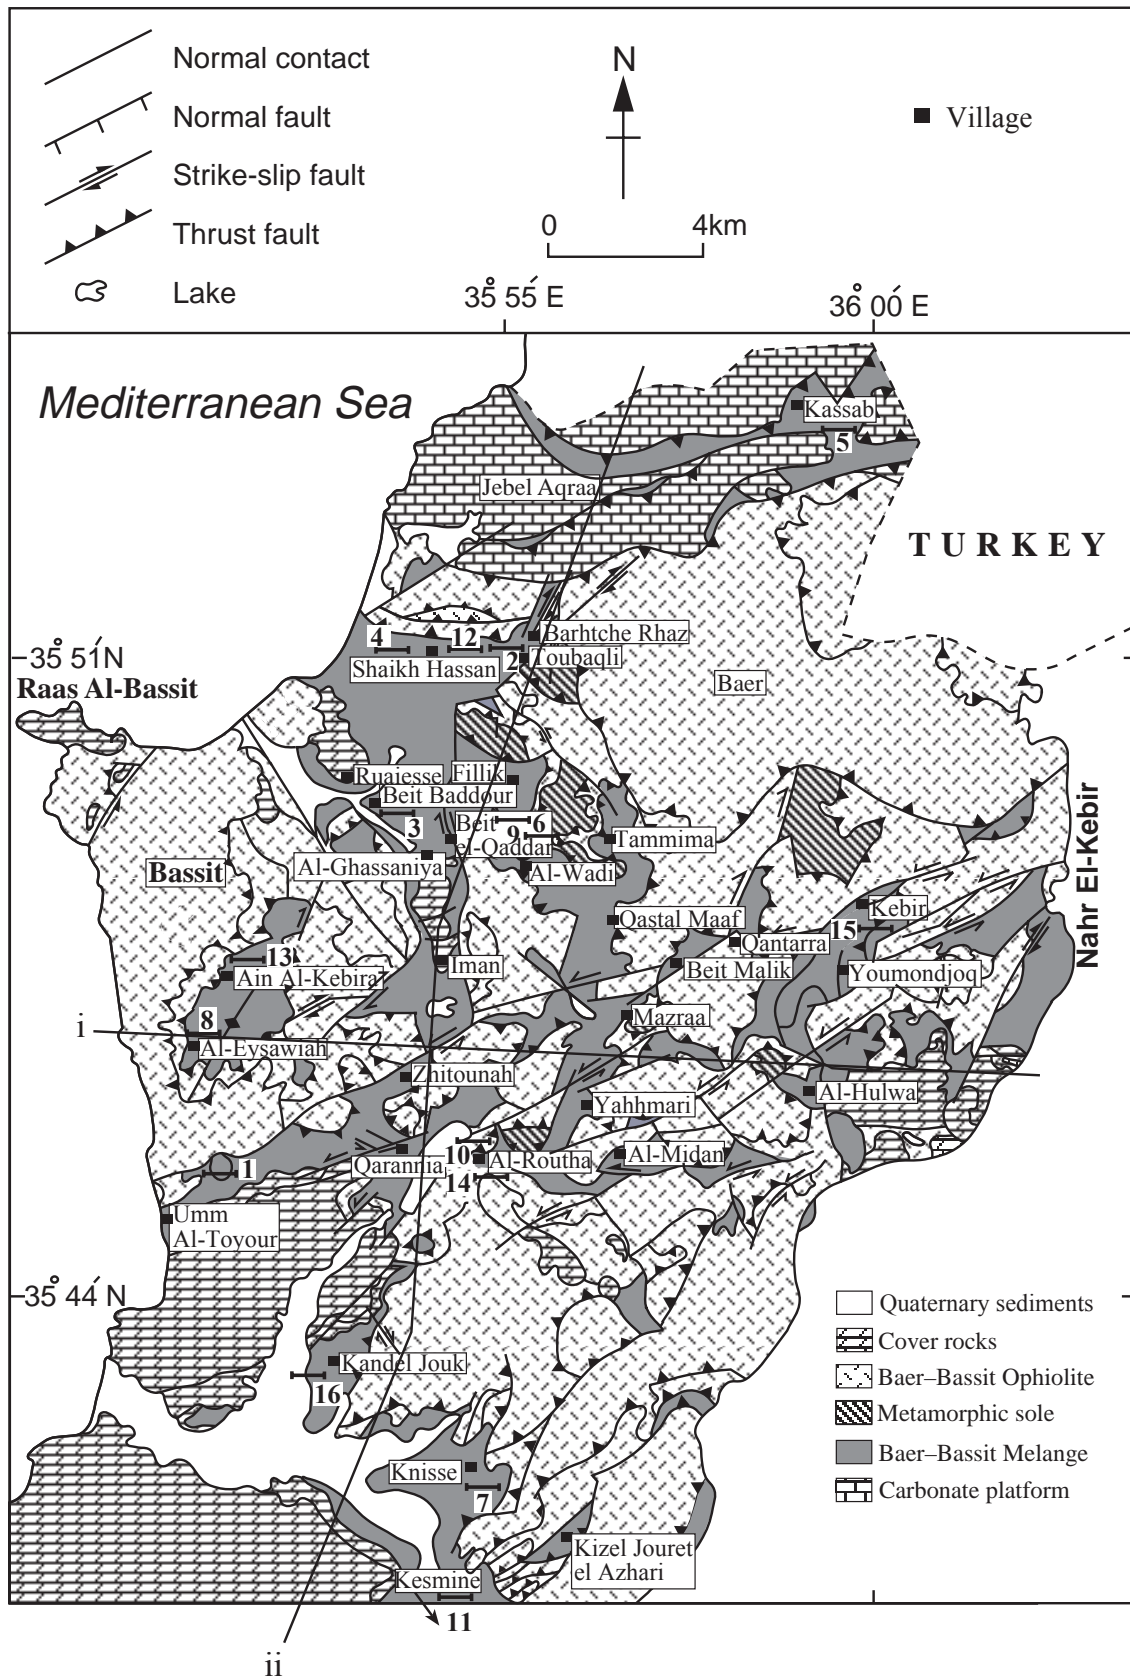 Normal contact
Normal fault
Strike-slip fault
Thrust fault
Lake
N
0 4km
Village
35° 55′ E
36° 00′ E
Mediterranean Sea
Kassab
5
Jebel Aqraa
TURKEY
Barhtche Rhaz
4
12
2
Toubaqli
Shaikh Hassan
35° 51′N
Raas Al-Bassit
Baer
Ruaiesse
Fillik
Beit Baddour
3
Beit
el-Qaddar
6
9
Tammima
Al-Ghassaniya
Al-Wadi
Bassit
Nahr El-Kebir
Kebir
Qastal Maaf
15
Qantarra
13
Iman
Beit Malik
Youmondjoq
Ain Al-Kebira
8
Mazraa
i
Al-Eysawiah
Zhitounah
Al-Hulwa
Yahhmari
10
Al-Routha
Al-Midan
Qarannia
1
14
Umm
Al-Toyour
35° 44′ N
Quaternary sediments
Cover rocks
Baer–Bassit Ophiolite
Metamorphic sole
Baer–Bassit Melange
Carbonate platform
Kandel Jouk
16
Knisse
7
Kizel Jouret
el Azhari
Kesmine
11
ii